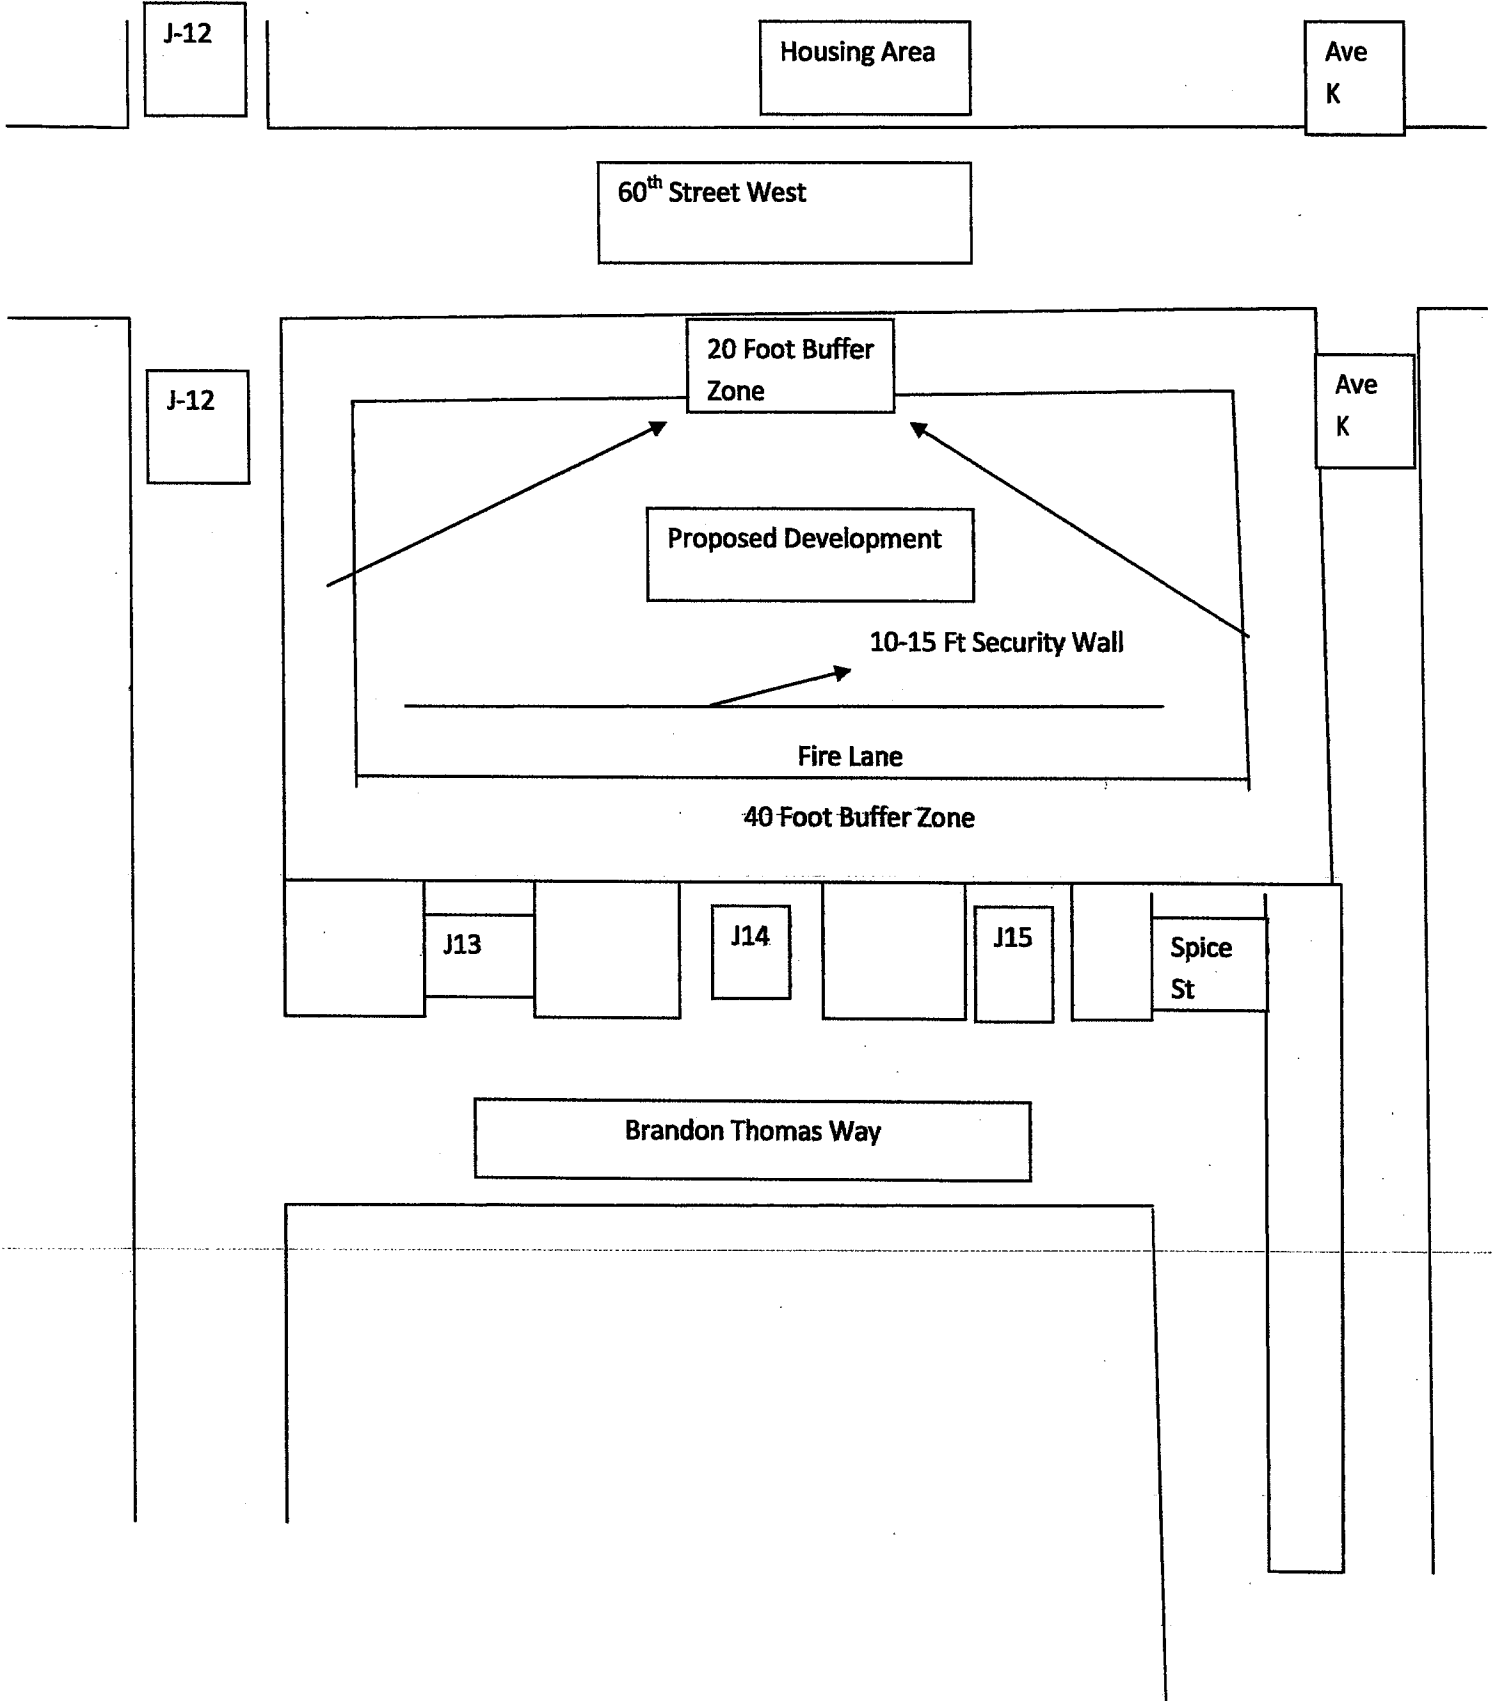 J-12
Housing Area
Ave
K
60th Street West
20 Foot Buffer
Zone
J-12
Ave
K
Proposed Development
10-15 Ft Security Wall
Fire Lane
40 Foot Buffer Zone
J13
J14
J15
Spice
St
Brandon Thomas Way